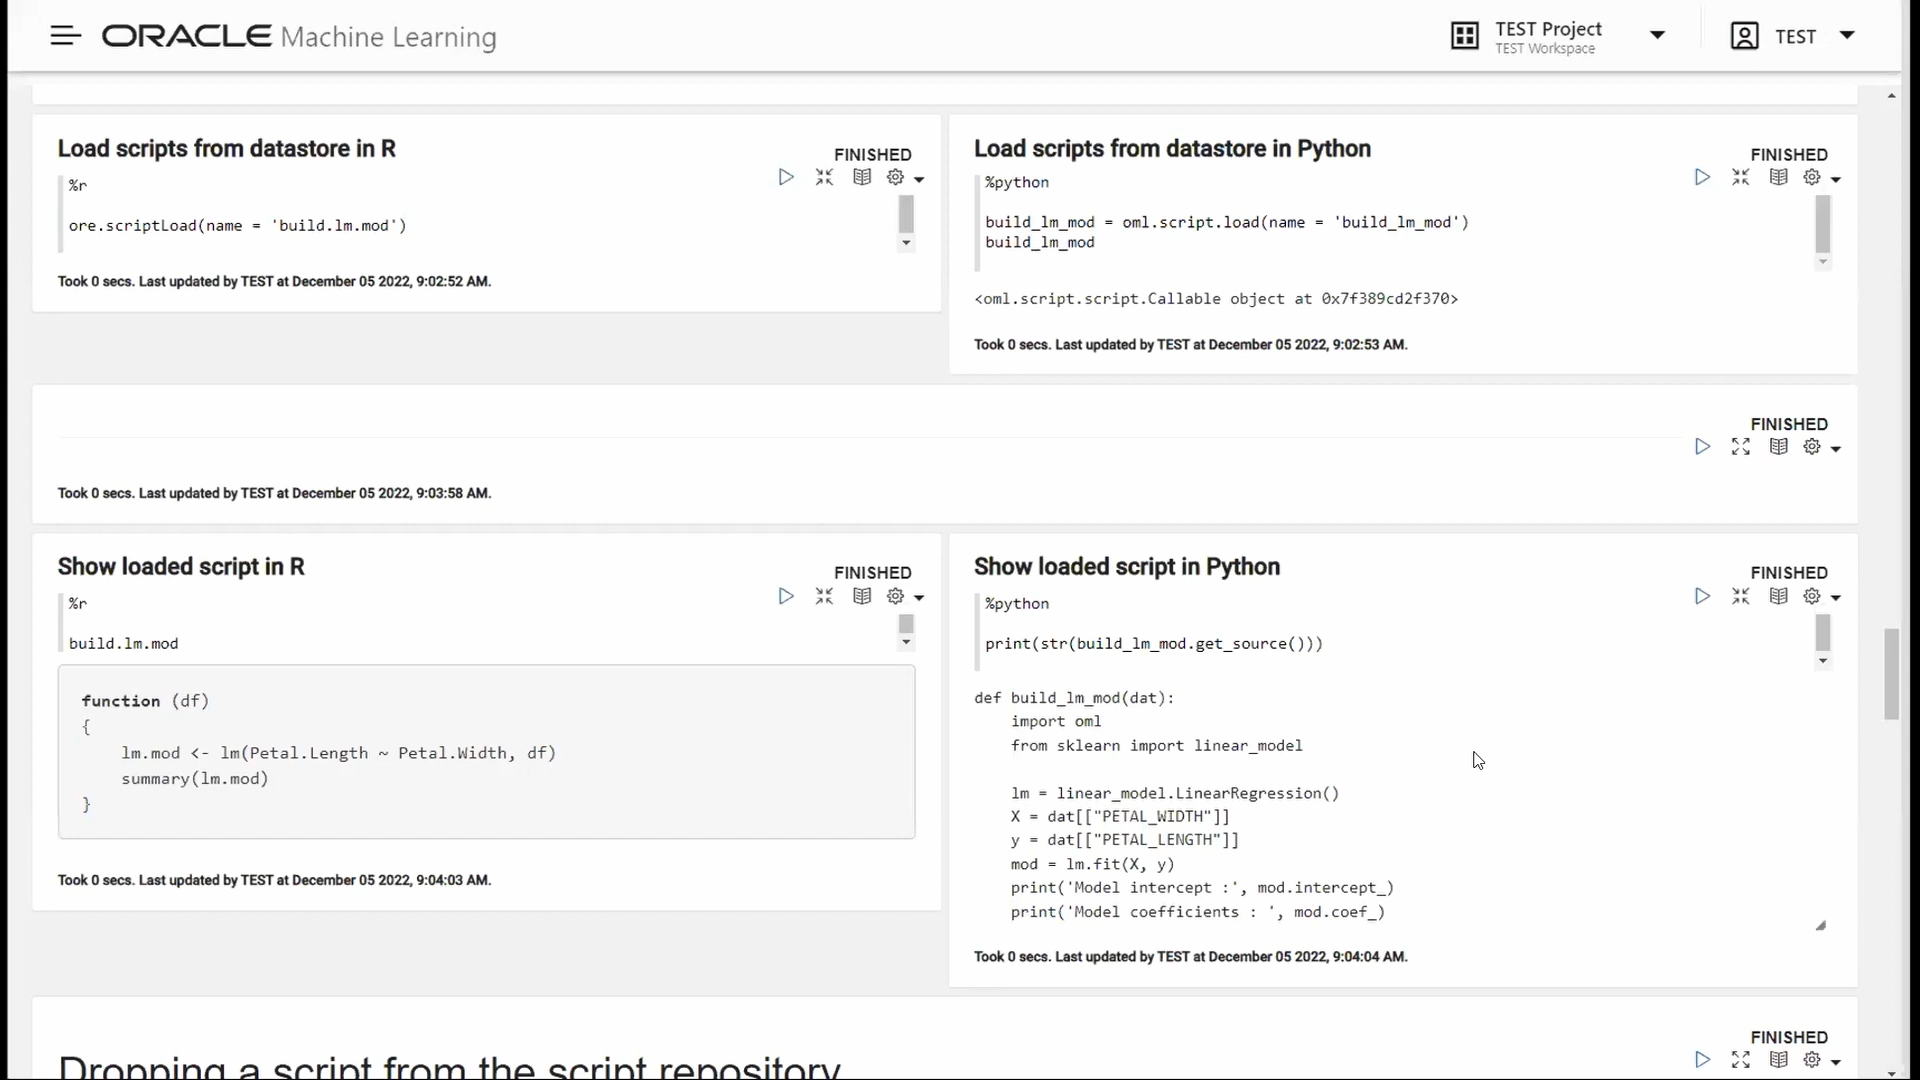 ORACLE Machine Learning
TEST Project
TEST Workspace
TEST
Load scripts from datastore in R
FINISHED
%r
ore.scriptLoad(name = 'build.lm.mod')
Took 0 secs. Last updated by TEST at December 05 2022, 9:02:52 AM.
Load scripts from datastore in Python
FINISHED
%python
build_lm_mod = oml.script.load(name = 'build_lm_mod')
build_lm_mod
<oml.script.script.Callable object at 0x7f389cd2f370>
Took 0 secs. Last updated by TEST at December 05 2022, 9:02:53 AM.
FINISHED
Took 0 secs. Last updated by TEST at December 05 2022, 9:03:58 AM.
Show loaded script in R
FINISHED
%r
build.lm.mod
function (df)
{
    lm.mod <- lm(Petal.Length ~ Petal.Width, df)
    summary(lm.mod)
}
Took 0 secs. Last updated by TEST at December 05 2022, 9:04:03 AM.
Show loaded script in Python
FINISHED
%python
print(str(build_lm_mod.get_source()))
def build_lm_mod(dat):
    import oml
    from sklearn import linear_model
    lm = linear_model.LinearRegression()
    X = dat[["PETAL_WIDTH"]]
    y = dat[["PETAL_LENGTH"]]
    mod = lm.fit(X, y)
    print('Model intercept :', mod.intercept_)
    print('Model coefficients : ', mod.coef_)
Took 0 secs. Last updated by TEST at December 05 2022, 9:04:04 AM.
FINISHED
Dropping a script from the script repository